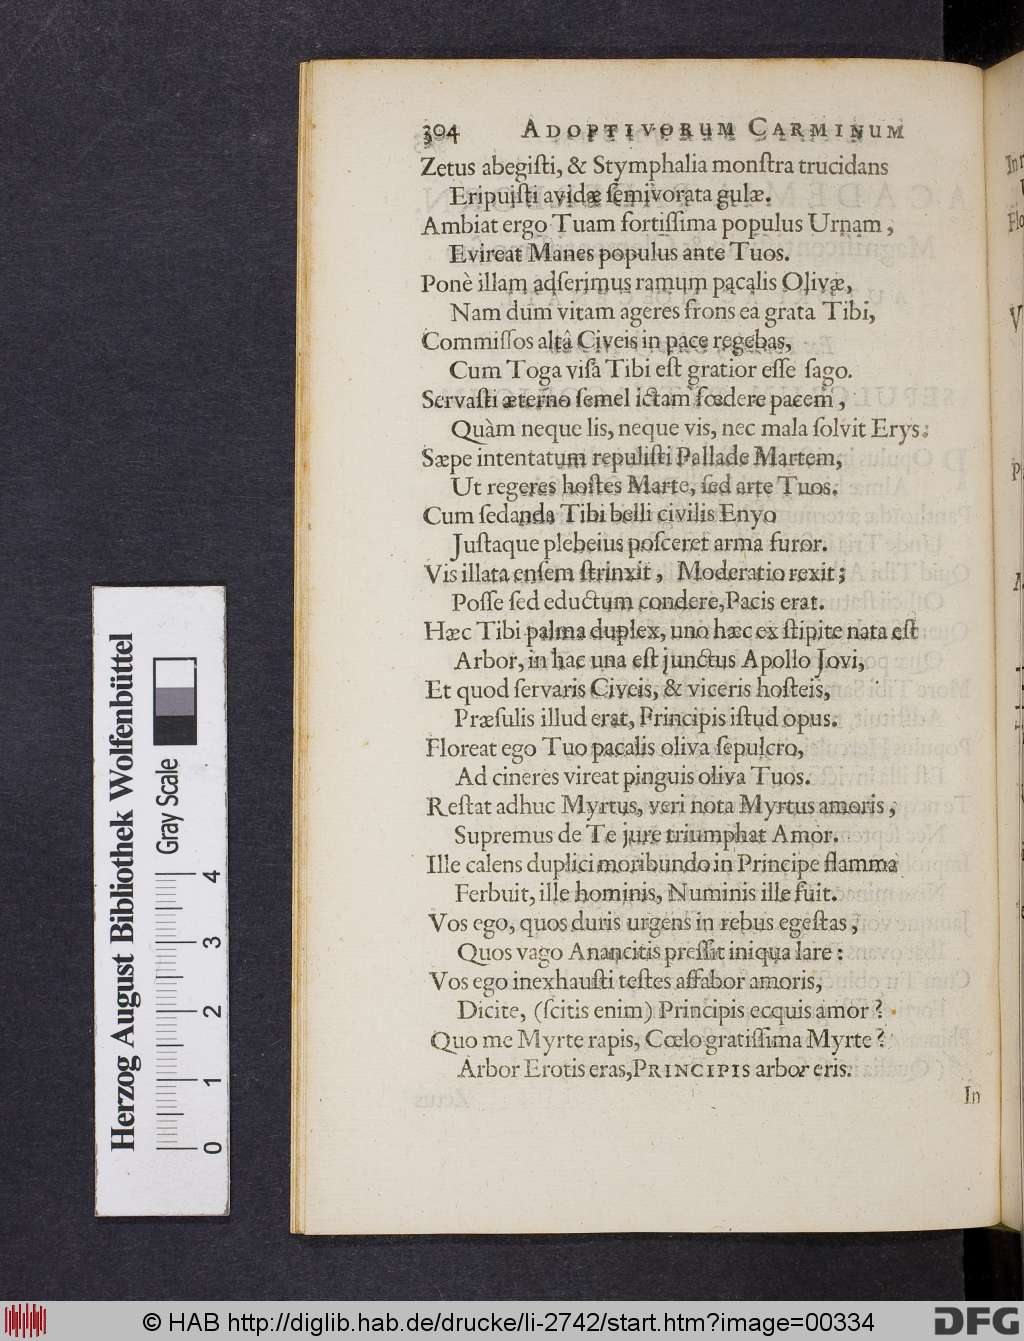 304 ADOPTIVORUM CARMINUM
Zetus abegiſti, & Stymphalia monſtra trucidans
Eripuiſti avidæ ſemivorata gulæ.
Ambiat ergo Tuam fortiſſima populus Urnam,
Evireat Manes populus ante Tuos.
Ponè illam adſerimus ramum pacalis Olivæ,
Nam dum vitam ageres frons ea grata Tibi,
Commiſſos altâ Civeis in pace regebas,
Cum Toga viſa Tibi eſt gratior eſſe ſago.
Servaſti æterno ſemel ictam fœdere pacem,
Quàm neque lis, neque vis, nec mala ſolvit Erys.
Sæpe intentatum repuliſti Pallade Martem,
Ut regeres hoſtes Marte, ſed arte Tuos.
Cum ſedanda Tibi belli civilis Enyo
Juſtaque plebeius poſceret arma furor.
Vis illata enſem ſtrinxit, Moderatio rexit;
Poſſe ſed eductum condere, Pacis erat.
Hæc Tibi palma duplex, uno hæc ex ſtipite nata eſt
Arbor, in hac una eſt junctus Apollo Jovi,
Et quod ſervaris Civeis, & viceris hoſteis,
Præſulis illud erat, Principis iſtud opus.
Floreat ego Tuo pacalis oliva ſepulcro,
Ad cineres vireat pinguis oliva Tuos.
Reſtat adhuc Myrtus, veri nota Myrtus amoris,
Supremus de Te jure triumphat Amor.
Ille calens duplici moribundo in Principe flamma
Ferbuit, ille hominis, Numinis ille fuit.
Vos ego, quos duris urgens in rebus egeſtas,
Quos vago Anancitis preſſit iniqua lare:
Vos ego inexhauſti teſtes affabor amoris,
Dicite, (ſcitis enim) Principis ecquis amor?
Quo me Myrte rapis, Cœlo gratiſſima Myrte?
Arbor Erotis eras, PRINCIPIS arbor eris.
In
Herzog August Bibliothek Wolfenbüttel
Gray Scale
0 1 2 3 4
© HAB http://diglib.hab.de/drucke/li-2742/start.htm?image=00334
DFG